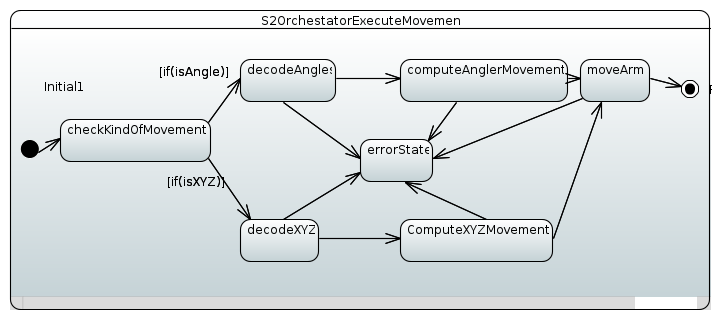 S2OrchestatorExecuteMovemen
[if(isAngle)]
decodeAngles
computeAnglerMovement
moveArm
Initial1
checkKindOfMovement
errorState
[if(isXYZ)]
decodeXYZ
ComputeXYZMovement